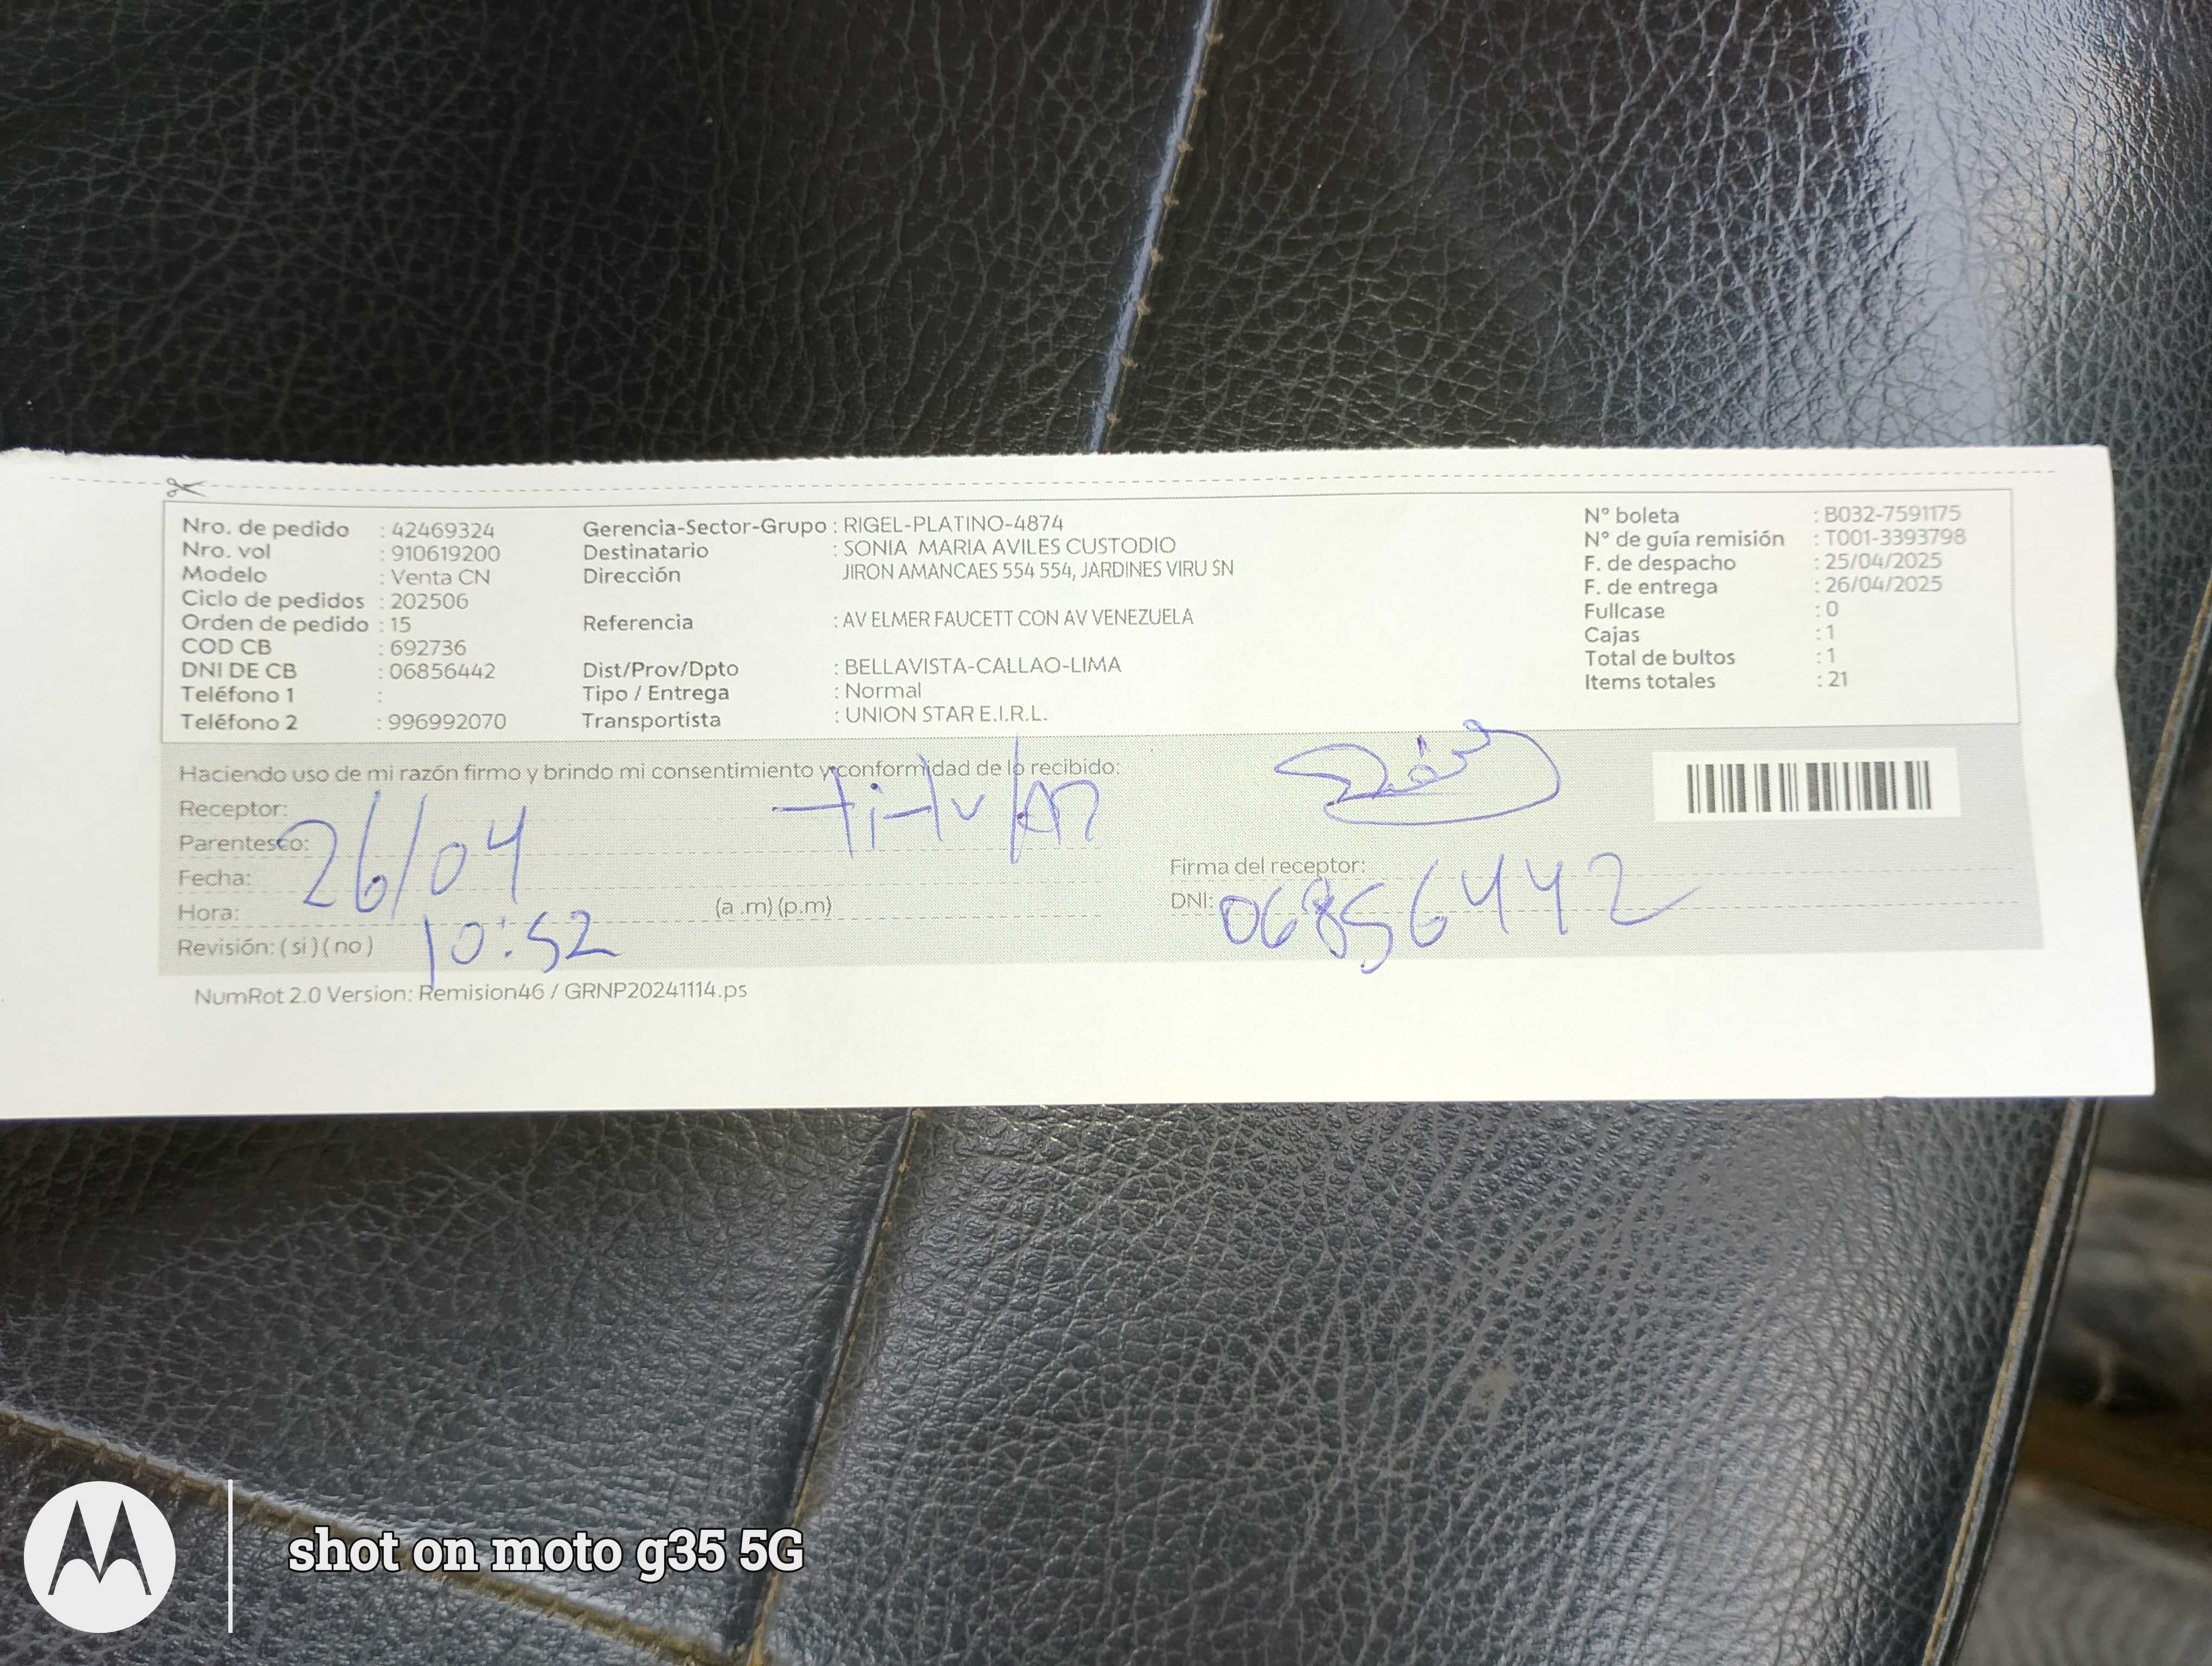 Nro. de pedido : 42469324
Nro. vol : 910619200
Modelo : Venta CN
Ciclo de pedidos : 202506
Orden de pedido : 15
COD CB : 692736
DNI DE CB : 06856442
Teléfono 1 :
Teléfono 2 : 996992070
Gerencia-Sector-Grupo : RIGEL-PLATINO-4874
Destinatario : SONIA MARIA AVILES CUSTODIO
Dirección JIRON AMANCAES 554 554, JARDINES VIRU SN
Referencia : AV ELMER FAUCETT CON AV VENEZUELA
Dist/Prov/Dpto : BELLAVISTA-CALLAO-LIMA
Tipo / Entrega : Normal
Transportista : UNION STAR E.I.R.L.
N° boleta : B032-7591175
N° de guía remisión : T001-3393798
F. de despacho : 25/04/2025
F. de entrega : 26/04/2025
Fullcase : 0
Cajas : 1
Total de bultos : 1
Items totales : 21
Haciendo uso de mi razón firmo y brindo mi consentimiento y conformidad de lo recibido:
Receptor: titular
Parentesco:
Fecha: 26/04
Hora: 10:52 (a .m) (p.m)
Revisión: ( si ) ( no )
Firma del receptor:
DNI: 06856442
NumRot 2.0 Version: Remision46 / GRNP20241114.ps
shot on moto g35 5G